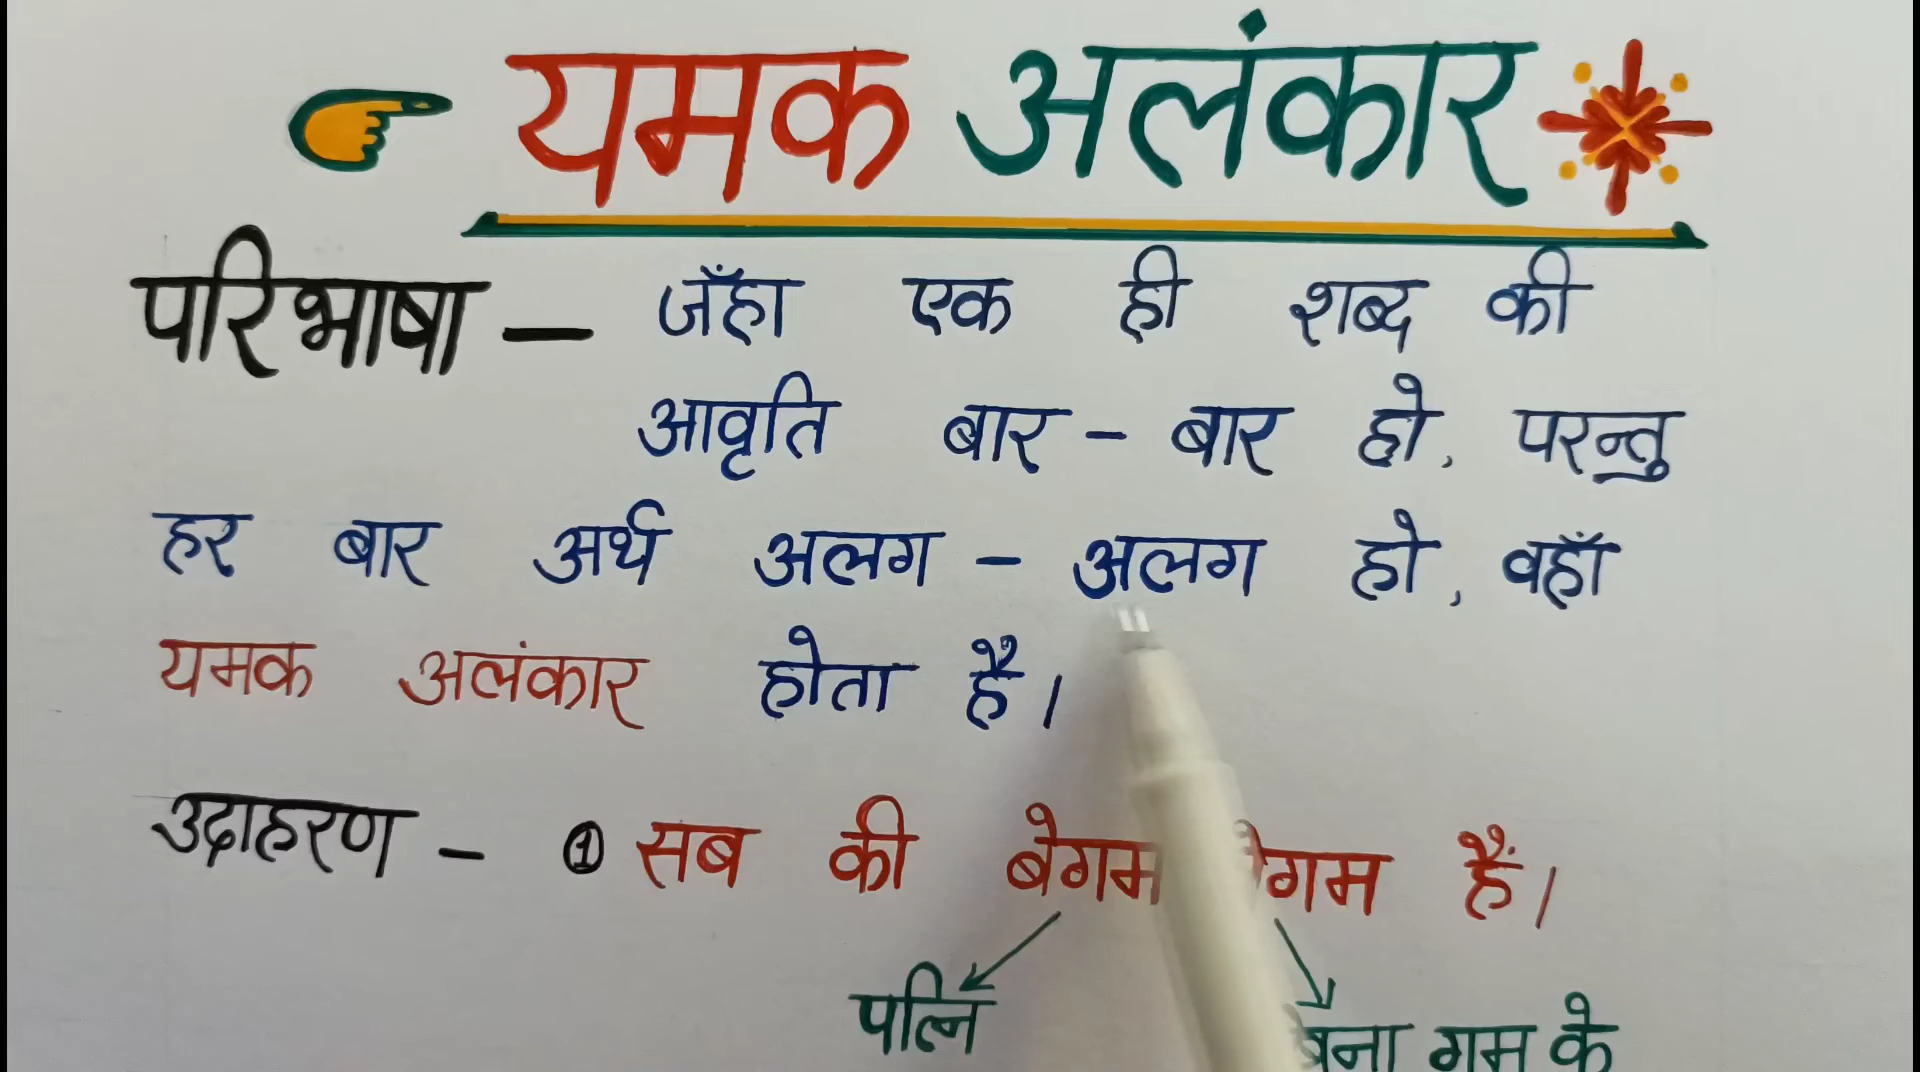 यमक अलंकार
परिभाषा — जँहा एक ही शब्द की
आवृति बार - बार हो, परन्तु
हर बार अर्थ अलग - अलग हो, वहाँ
यमक अलंकार होता है।
उदाहरण - ① सब की बेगम हैं।
पत्नि गम के